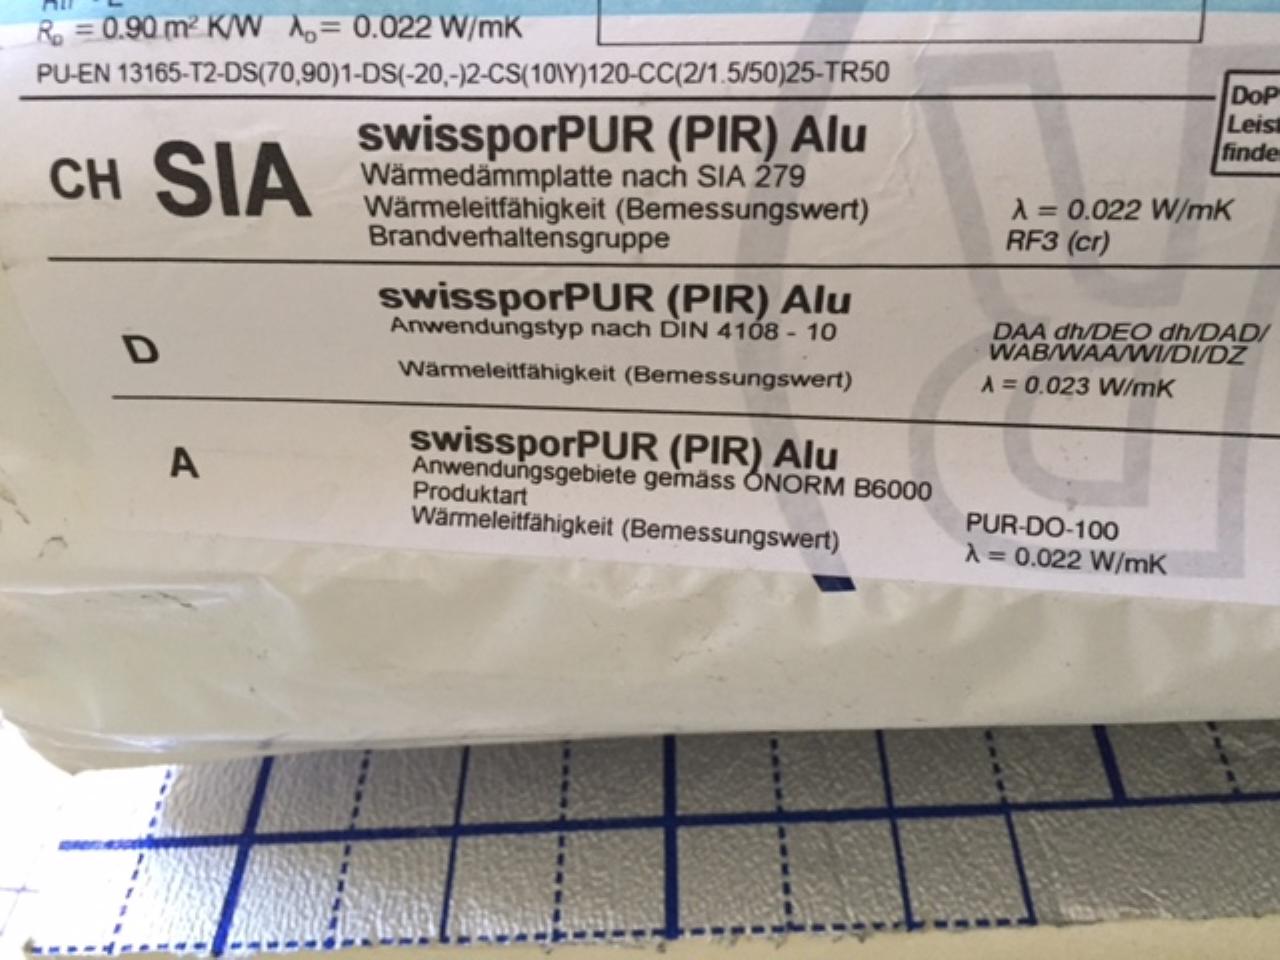 R_D = 0.90 m² K/W λ_D = 0.022 W/mK
PU-EN 13165-T2-DS(70,90)1-DS(-20,-)2-CS(10\Y)120-CC(2/1.5/50)25-TR50
DoP
Leist
finde
CH SIA swissporPUR (PIR) Alu
Wärmedämmplatte nach SIA 279
Wärmeleitfähigkeit (Bemessungswert) λ = 0.022 W/mK
Brandverhaltensgruppe RF3 (cr)
D swissporPUR (PIR) Alu
Anwendungstyp nach DIN 4108 - 10 DAA dh/DEO dh/DAD/
WAB/WAA/WI/DI/DZ
Wärmeleitfähigkeit (Bemessungswert) λ = 0.023 W/mK
A swissporPUR (PIR) Alu
Anwendungsgebiete gemäss ÖNORM B6000
Produktart PUR-DO-100
Wärmeleitfähigkeit (Bemessungswert) λ = 0.022 W/mK